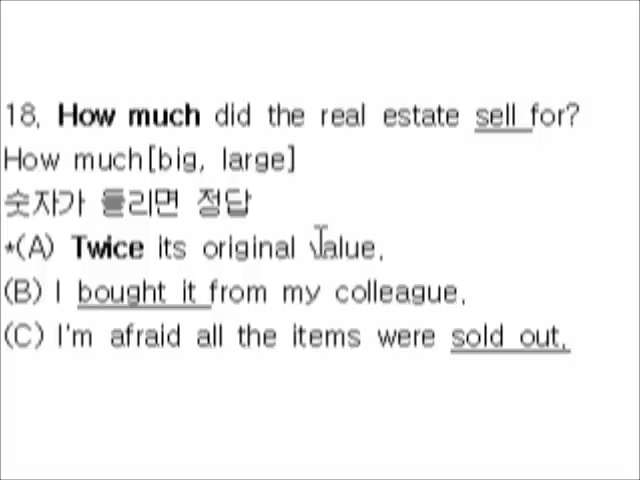 18. How much did the real estate sell for?
How much[big, large]
숫자가 들리면 정답
*(A) Twice its original value.
(B) I bought it from my colleague.
(C) I'm afraid all the items were sold out.